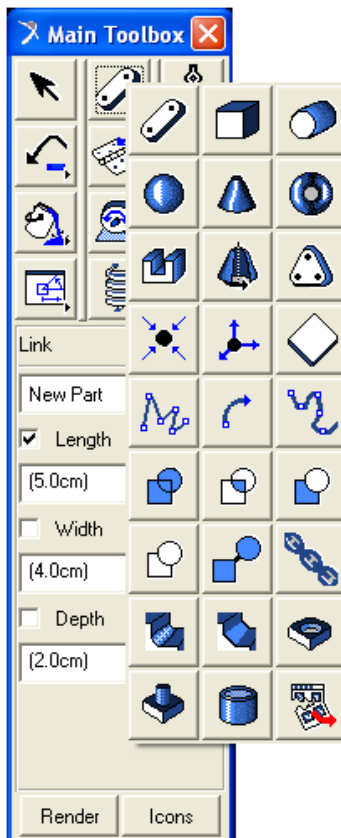 Main Toolbox
Link
New Part
Length
(5.0cm)
Width
(4.0cm)
Depth
(2.0cm)
Render
Icons